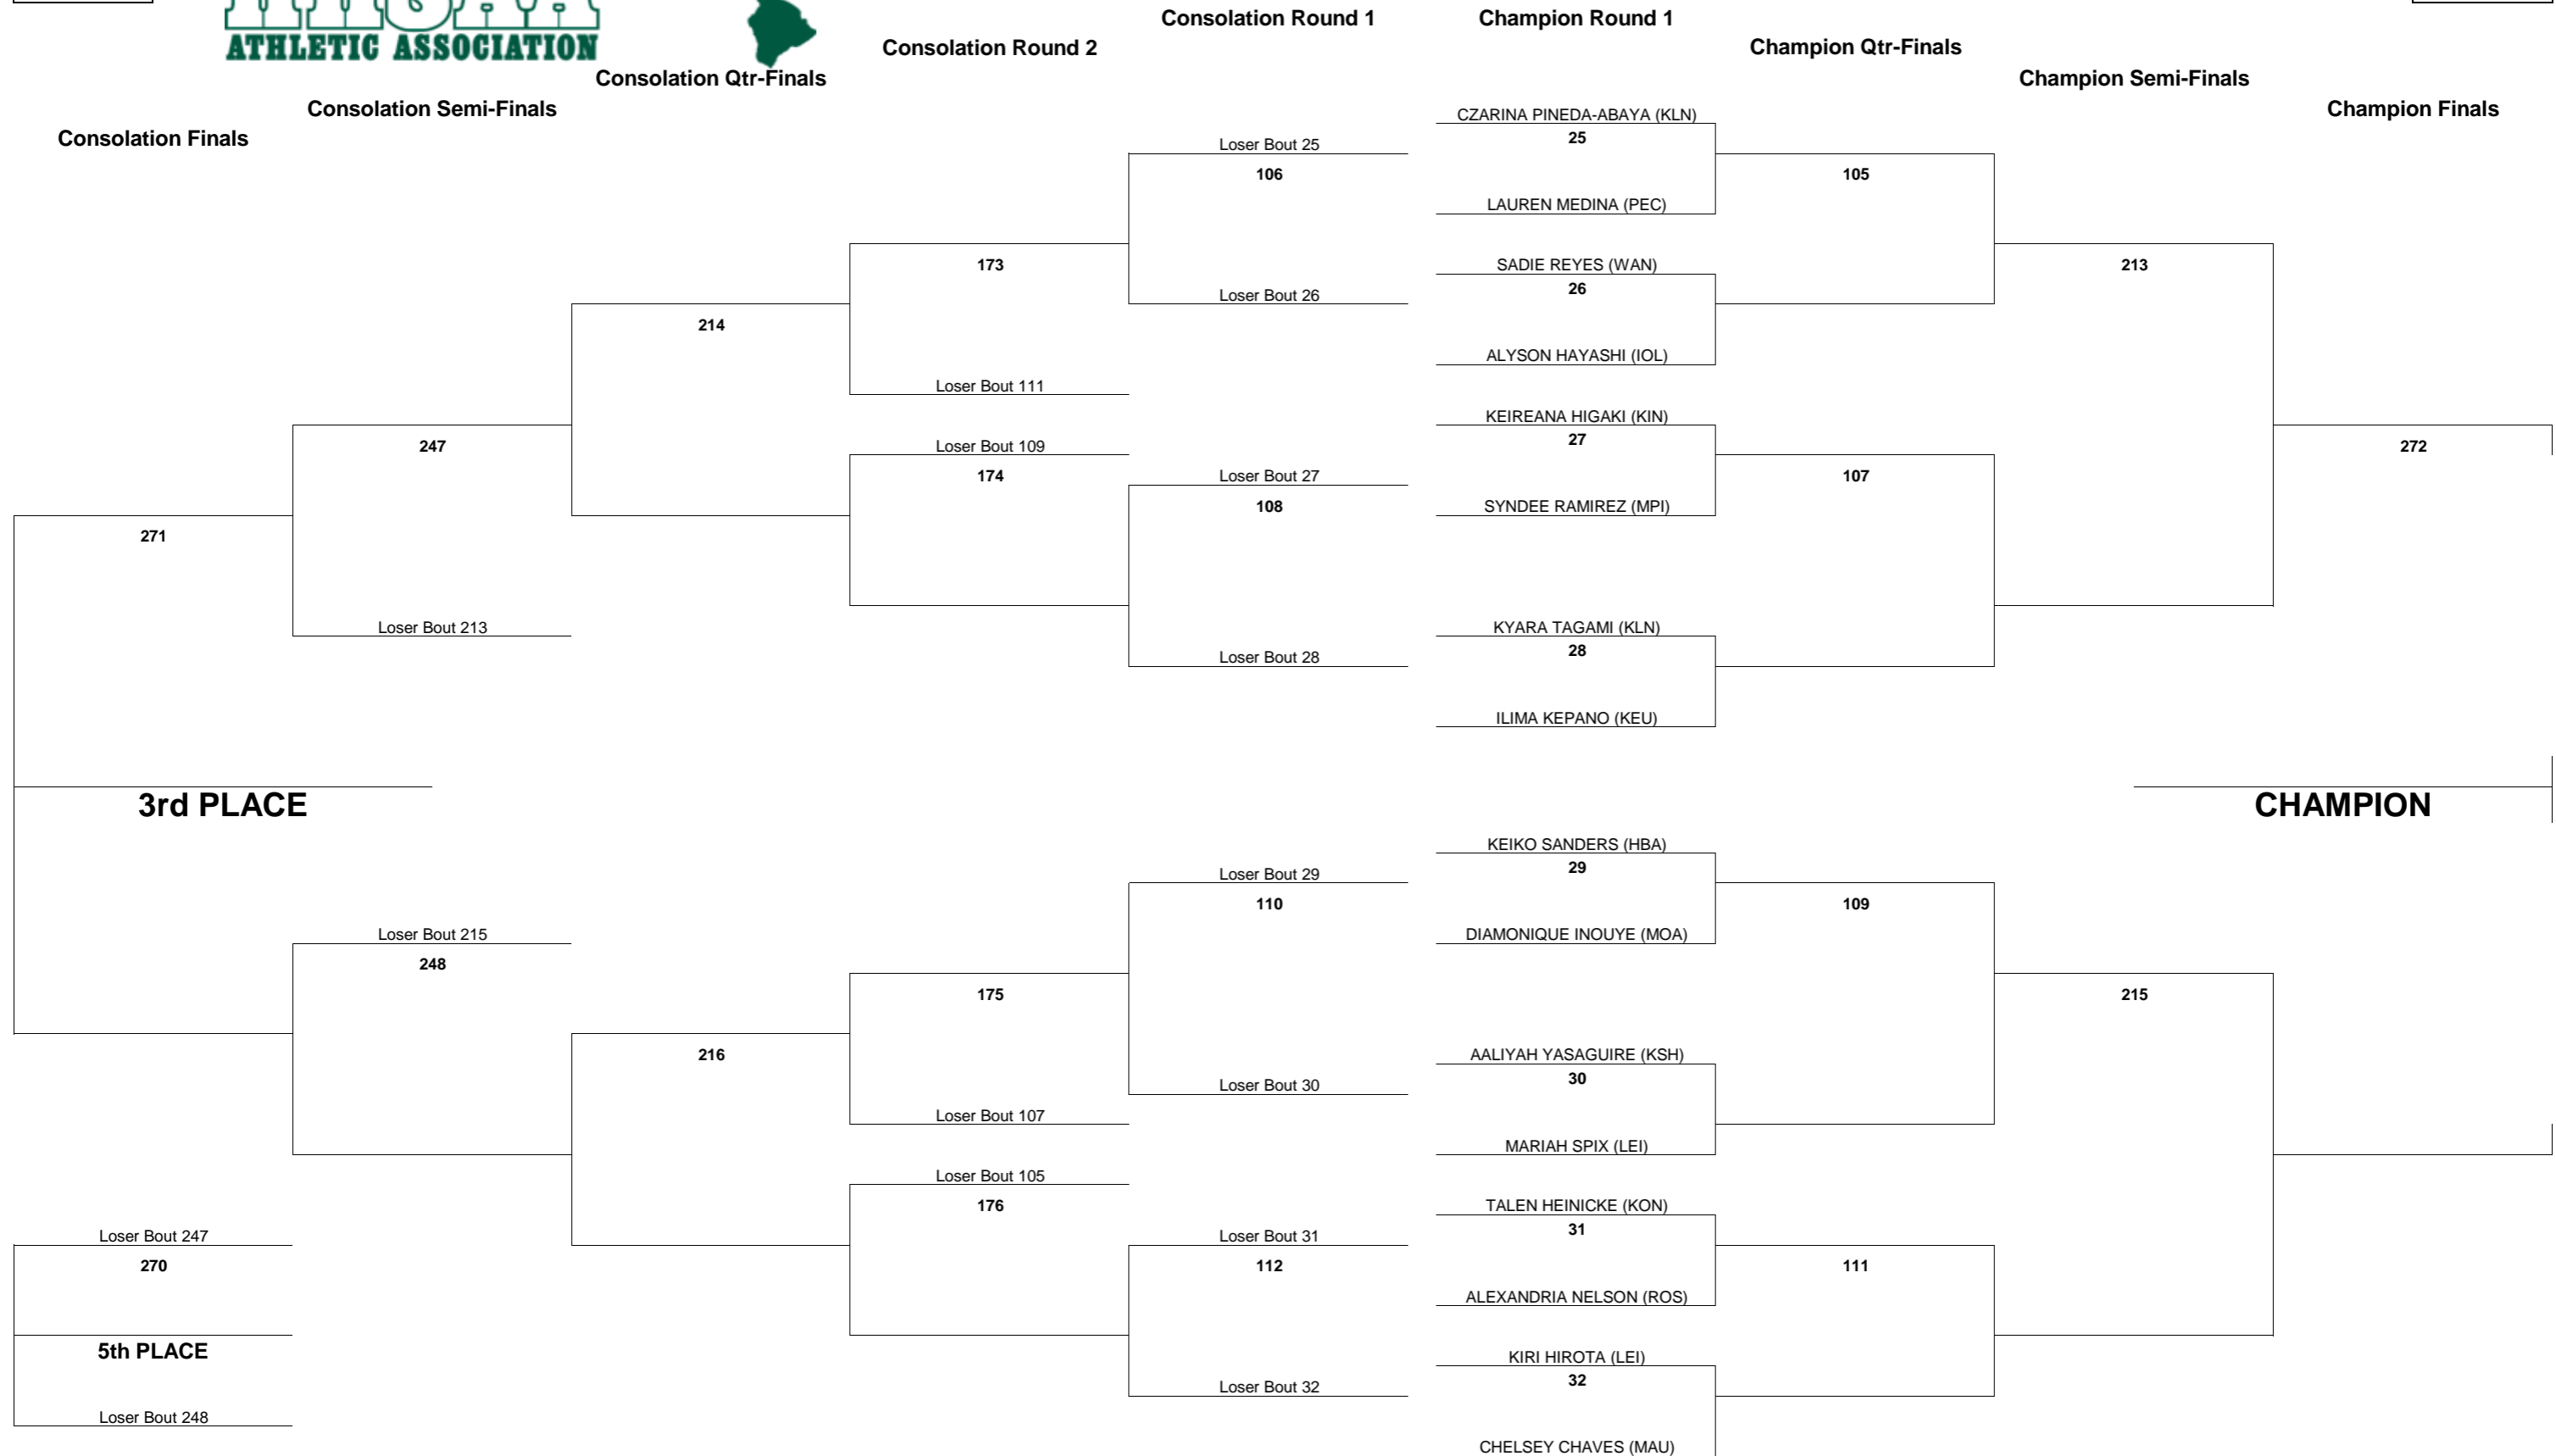 ATHLETIC ASSOCIATION
Consolation Round 1
Champion Round 1
Consolation Round 2
Champion Qtr-Finals
Consolation Qtr-Finals
Champion Semi-Finals
Consolation Semi-Finals
Champion Finals
Consolation Finals
CZARINA PINEDA-ABAYA (KLN)
25
Loser Bout 25
106
105
LAUREN MEDINA (PEC)
173
SADIE REYES (WAN)
213
26
Loser Bout 26
214
ALYSON HAYASHI (IOL)
Loser Bout 111
KEIREANA HIGAKI (KIN)
27
247
Loser Bout 109
272
174
Loser Bout 27
107
108
SYNDEE RAMIREZ (MPI)
271
Loser Bout 213
KYARA TAGAMI (KLN)
28
Loser Bout 28
ILIMA KEPANO (KEU)
3rd PLACE
CHAMPION
KEIKO SANDERS (HBA)
29
Loser Bout 29
110
109
Loser Bout 215
DIAMONIQUE INOUYE (MOA)
248
175
215
216
AALIYAH YASAGUIRE (KSH)
30
Loser Bout 30
Loser Bout 107
MARIAH SPIX (LEI)
Loser Bout 105
176
TALEN HEINICKE (KON)
31
Loser Bout 247
Loser Bout 31
270
112
111
ALEXANDRIA NELSON (ROS)
5th PLACE
KIRI HIROTA (LEI)
32
Loser Bout 32
Loser Bout 248
CHELSEY CHAVES (MAU)